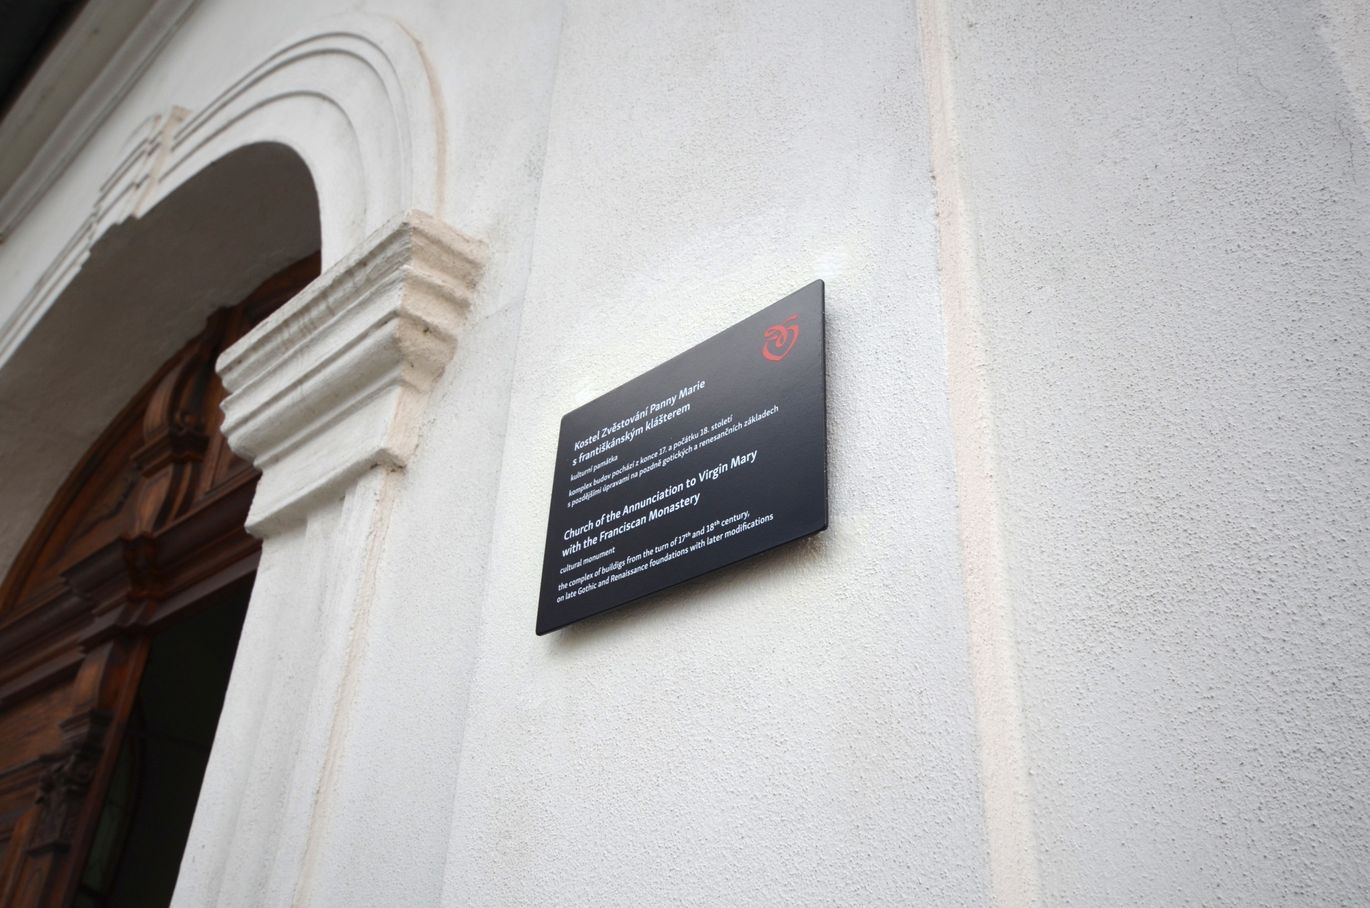 Kostel Zvěstování Panny Marie
s františkánským klášterem
kulturní památka
komplex budov pochází z konce 17. a počátku 18. století
s pozdějšími úpravami na pozdně gotických a renesančních základech
Church of the Annunciation to Virgin Mary
with the Franciscan Monastery
cultural monument
the complex of buildigs from the turn of 17th and 18th century,
on late Gothic and Renaissance foundations with later modifications